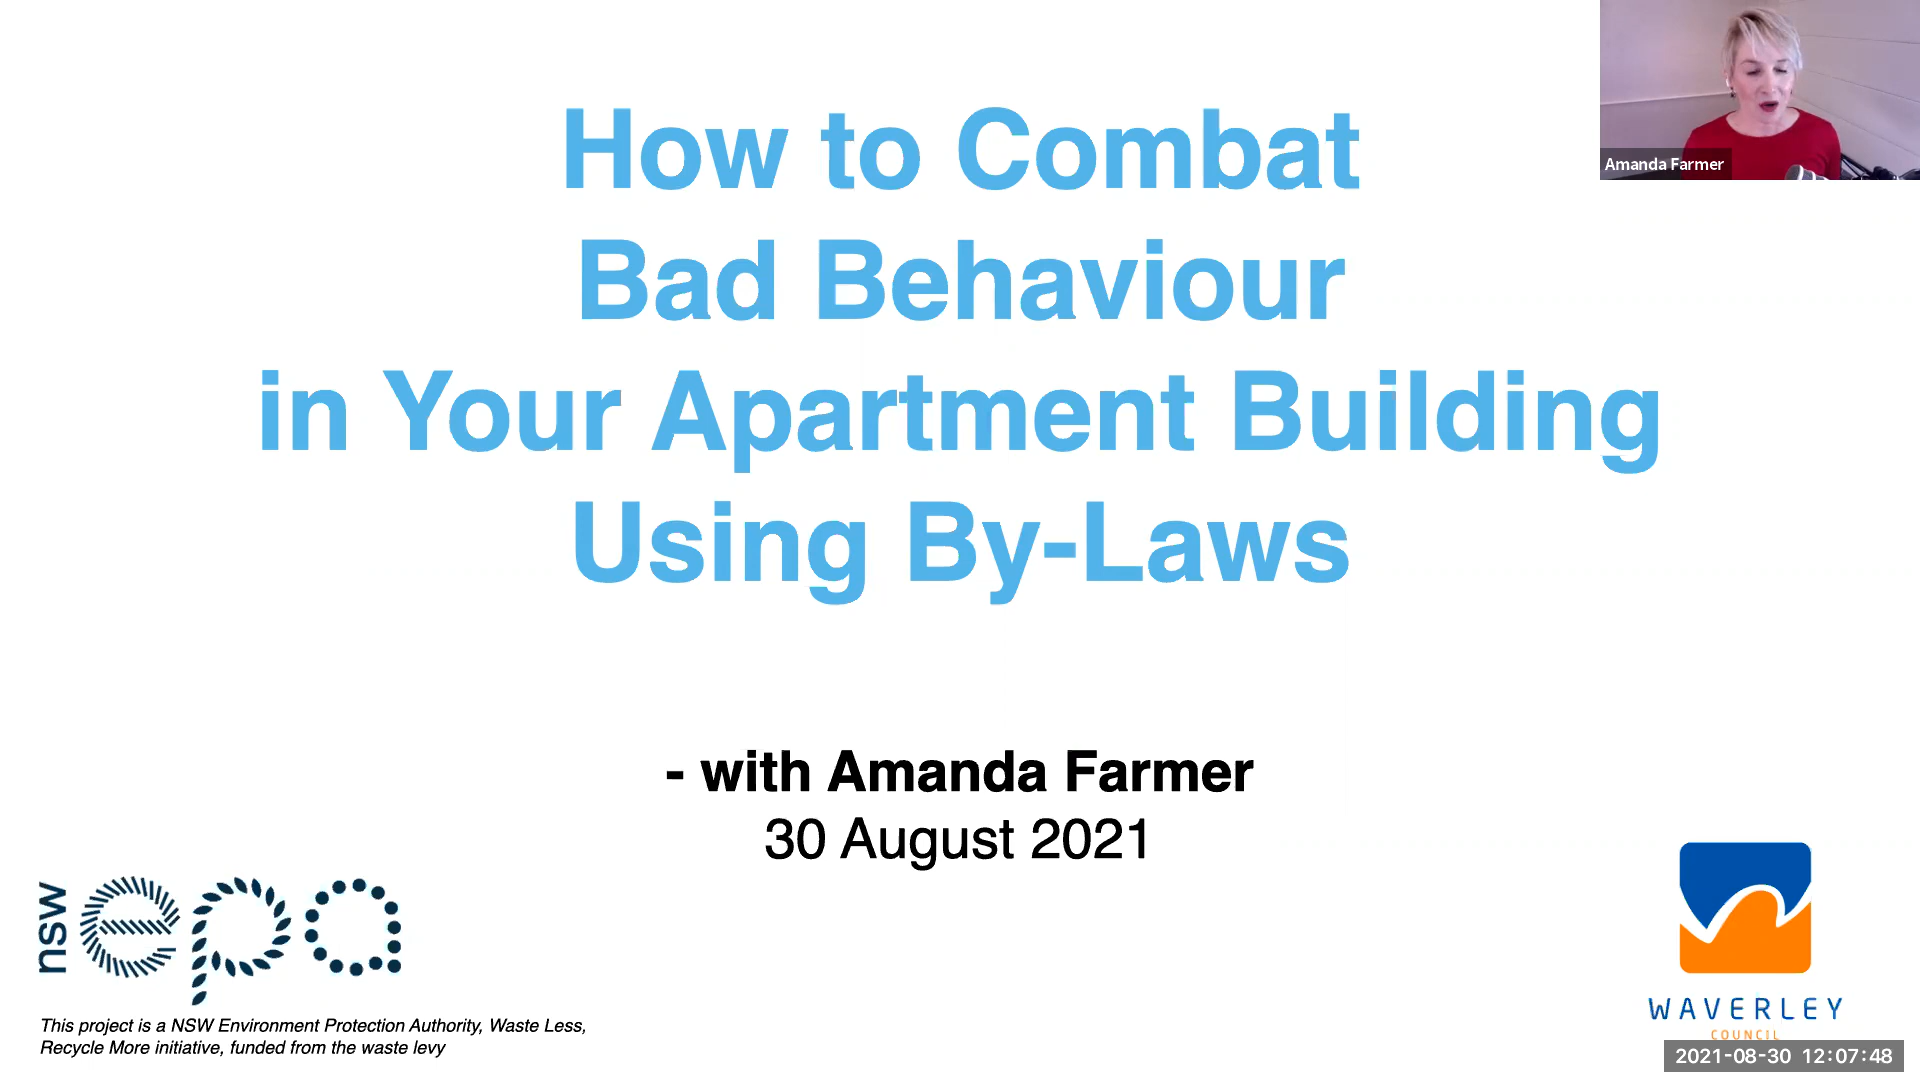 How to Combat
Bad Behaviour
in Your Apartment Building
Using By-Laws
Amanda Farmer
- with Amanda Farmer
30 August 2021
nsw epa
This project is a NSW Environment Protection Authority, Waste Less,
Recycle More initiative, funded from the waste levy
WAVERLEY
COUNCIL
2021-08-30 12:07:48